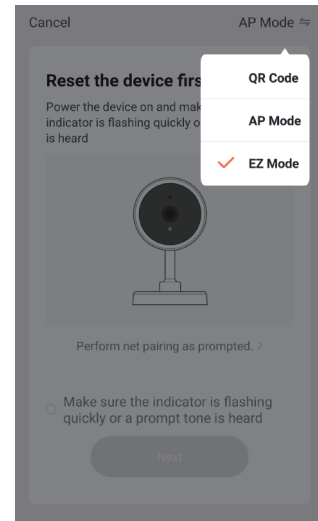 Cancel AP Mode ⇋
Reset the device firs
QR Code
Power the device on and mak
indicator is flashing quickly o
is heard
AP Mode
EZ Mode
Perform net pairing as prompted. >
Make sure the indicator is flashing
quickly or a prompt tone is heard
Next